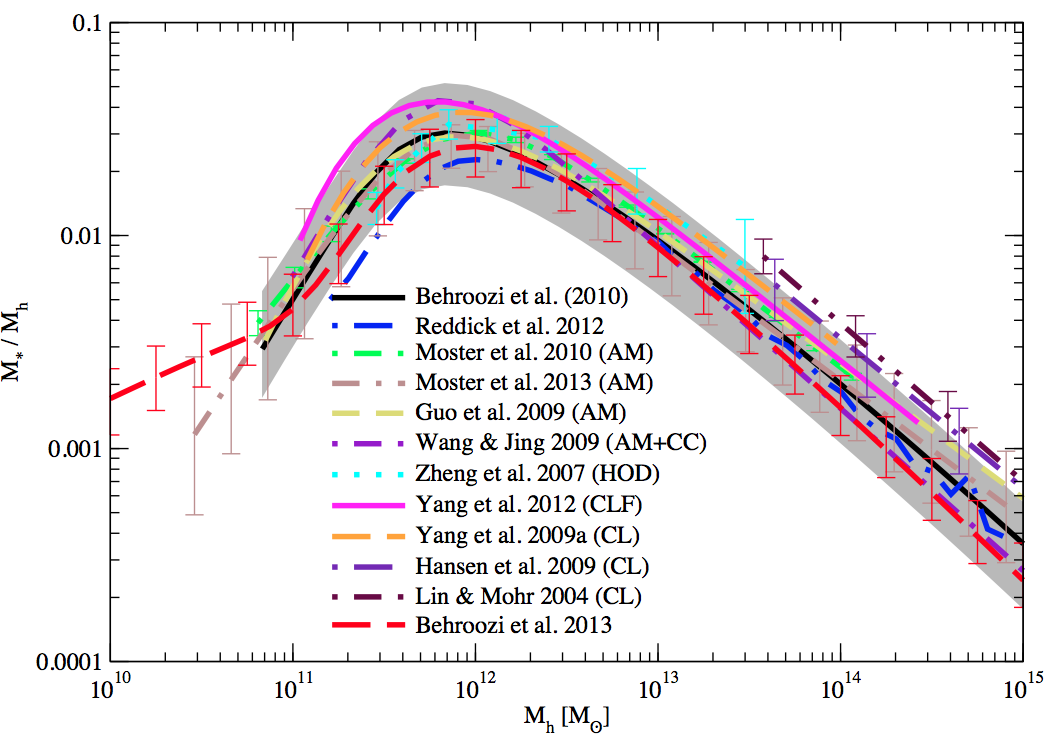 0.1
0.01
0.001
0.0001
M* / Mh
Behroozi et al. (2010)
Reddick et al. 2012
Moster et al. 2010 (AM)
Moster et al. 2013 (AM)
Guo et al. 2009 (AM)
Wang & Jing 2009 (AM+CC)
Zheng et al. 2007 (HOD)
Yang et al. 2012 (CLF)
Yang et al. 2009a (CL)
Hansen et al. 2009 (CL)
Lin & Mohr 2004 (CL)
Behroozi et al. 2013
10^10 10^11 10^12 10^13 10^14 10^15
Mh [M⊙]